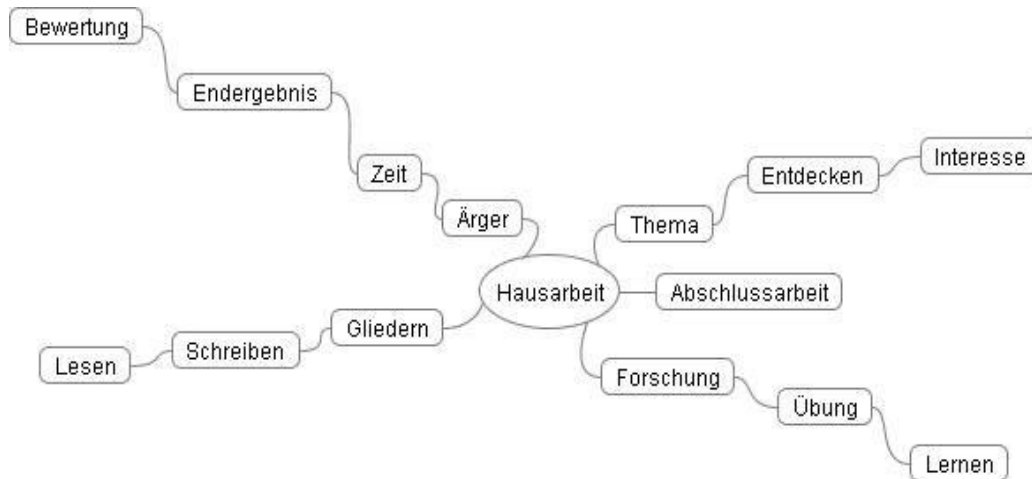 Bewertung
Endergebnis
Zeit
Ärger
Interesse
Entdecken
Thema
Hausarbeit
Abschlussarbeit
Gliedern
Schreiben
Lesen
Forschung
Übung
Lernen